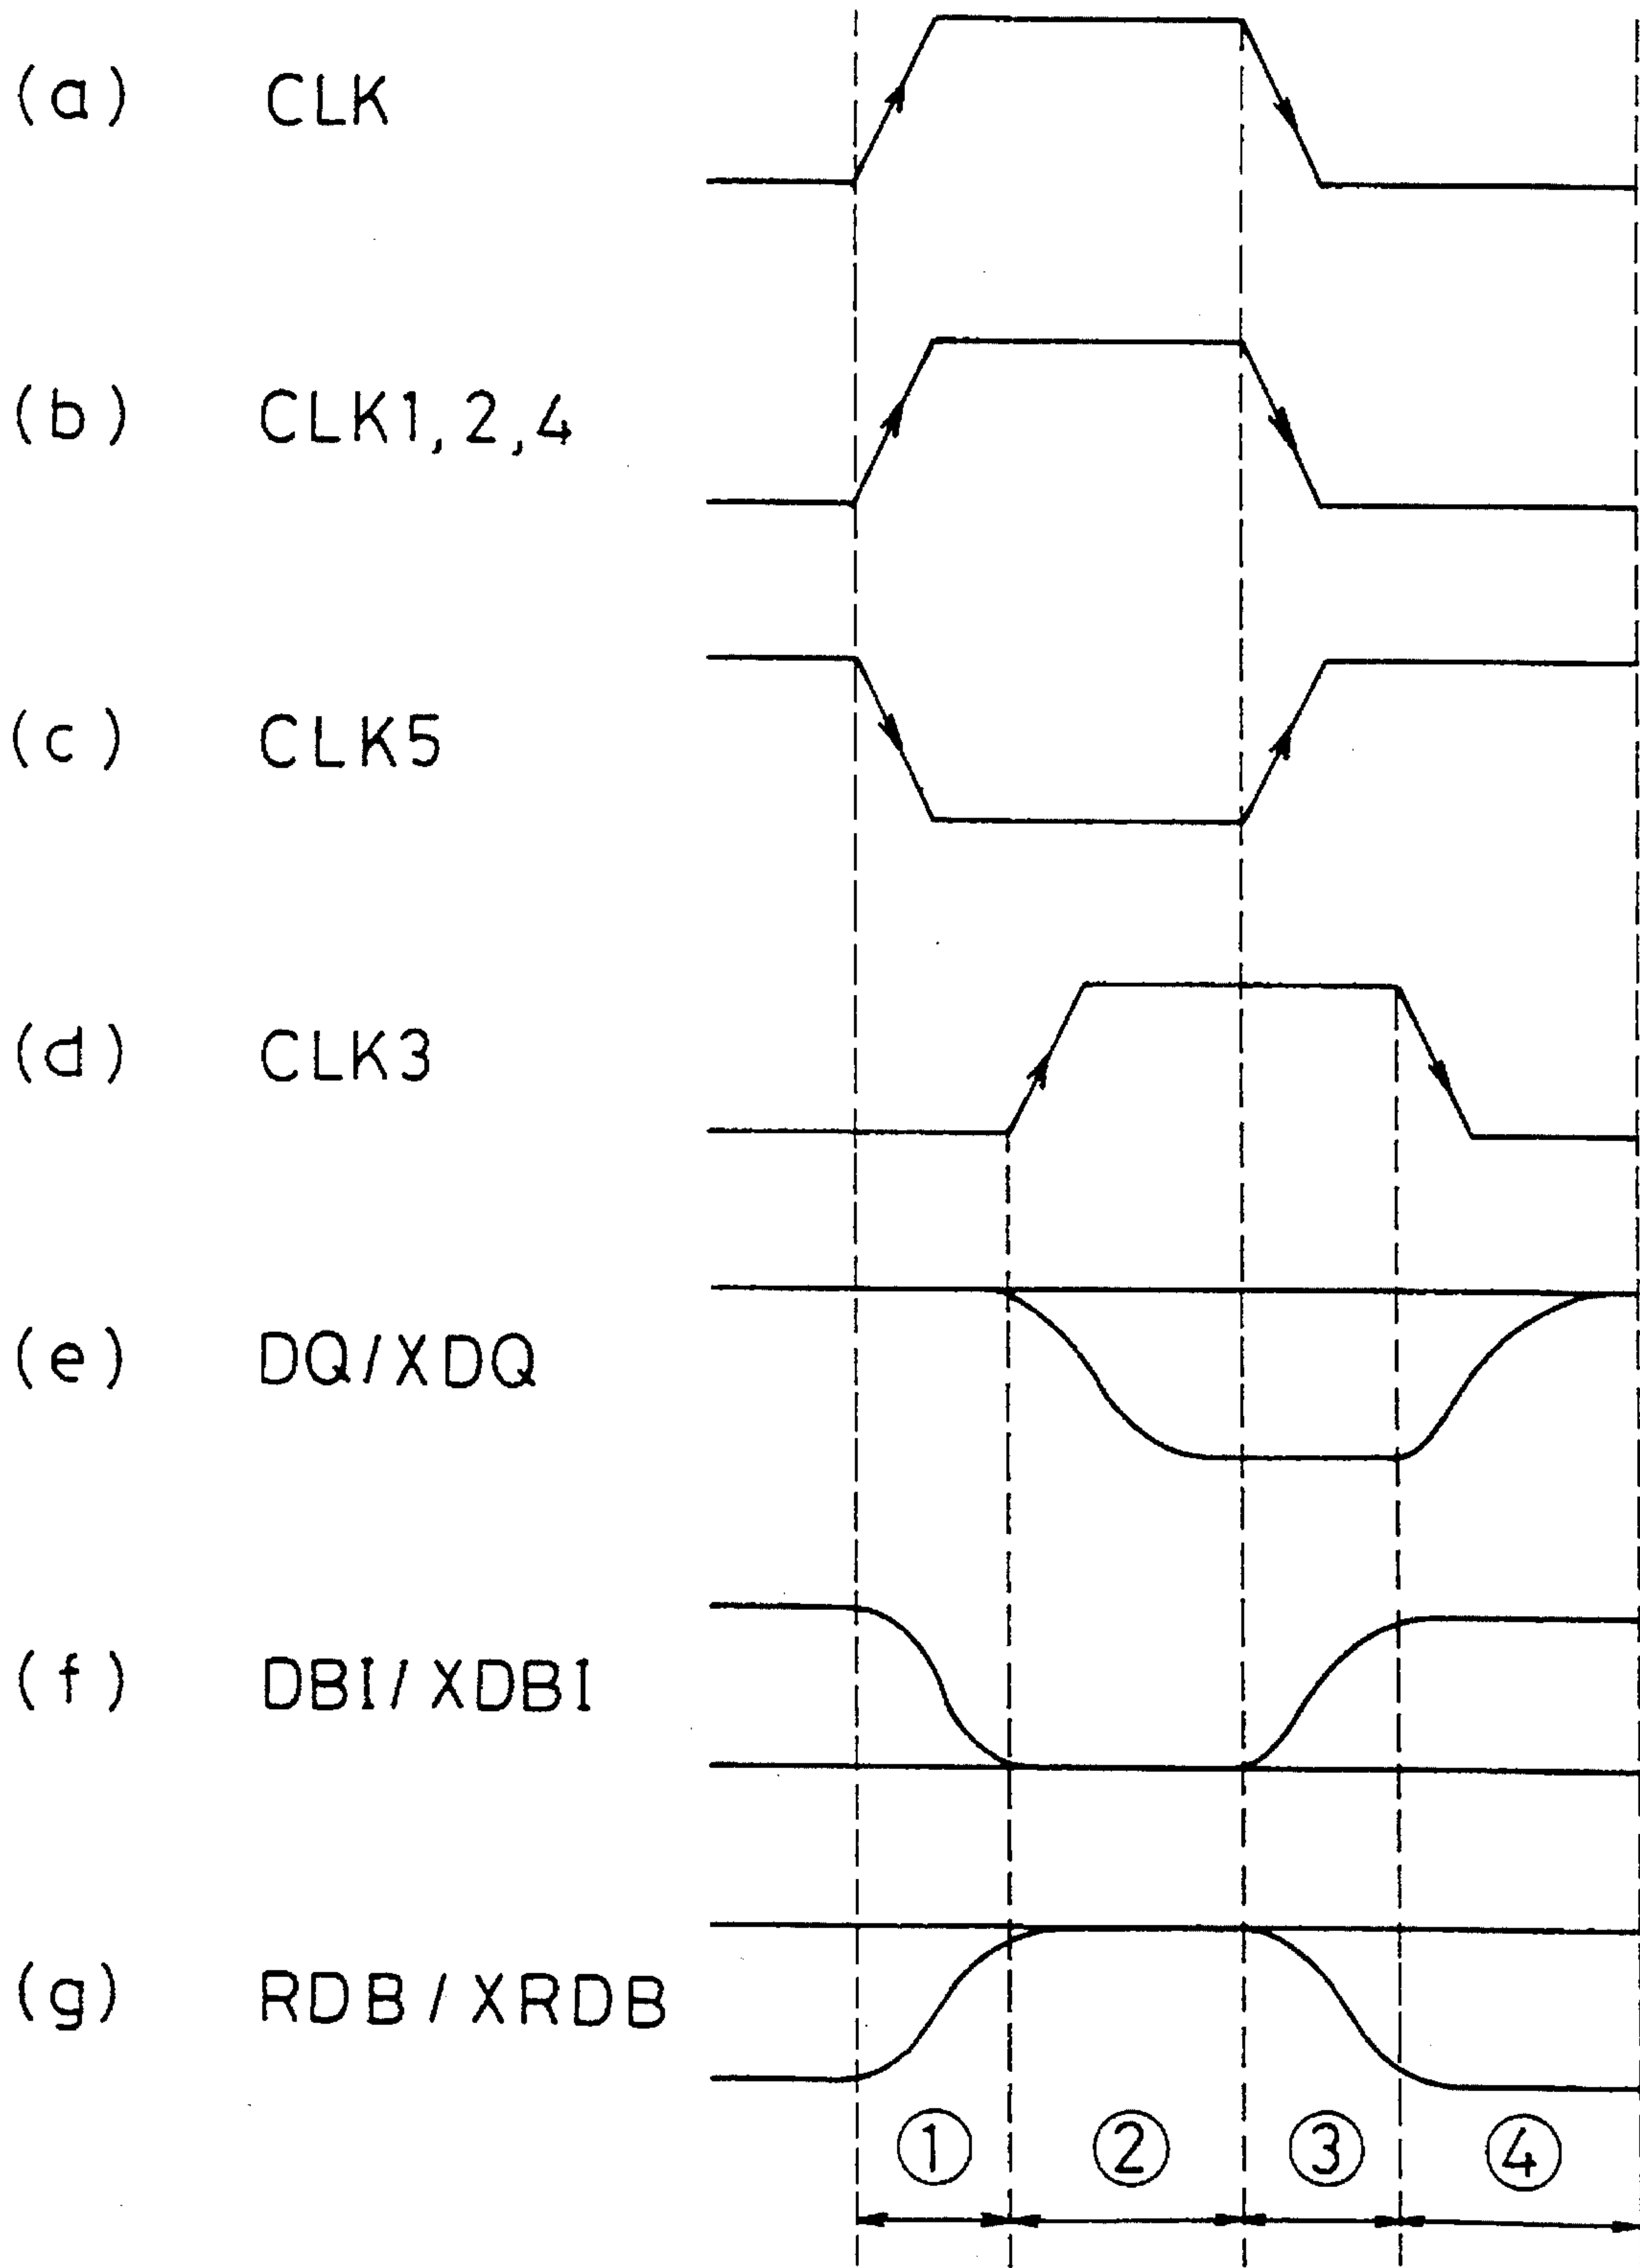 (a) CLK
(b) CLK1,2,4
(c) CLK5
(d) CLK3
(e) DQ/XDQ
(f) DBI/XDBI
(g) RDB/XRDB
① ② ③ ④